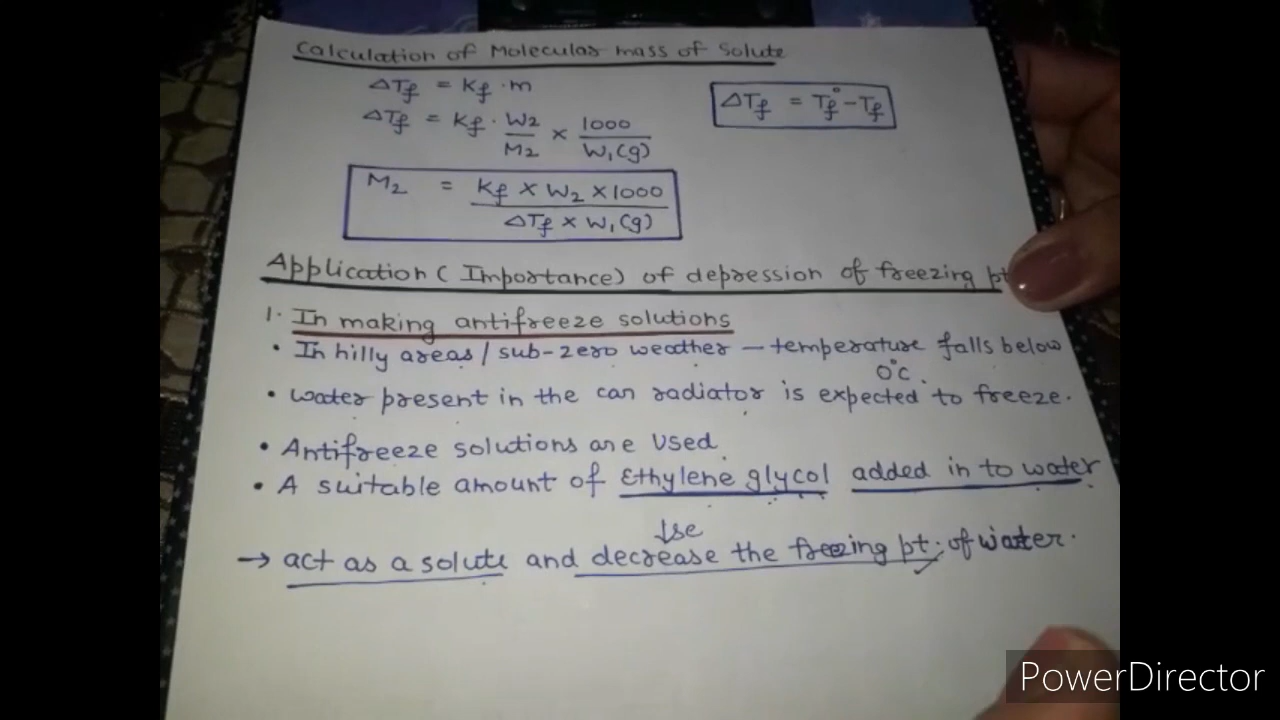 Calculation of Molecular mass of Solute
ΔTf = Kf · m
ΔTf° = Kf · W2/M2 × 1000/W1(g)
ΔTf = Tf° - Tf
M2 = Kf × W2 × 1000 / ΔTf × W1(g)
Application (Importance) of depression of freezing pt
1. In making antifreeze solutions
• In hilly areas / sub-zero weather – temperature falls below
0°C.
• water present in the can radiator is expected to freeze.
• Antifreeze solutions are used
• A suitable amount of Ethylene glycol added in to water
↓se
→ act as a solute and decrease the freezing pt. of water.
PowerDirector